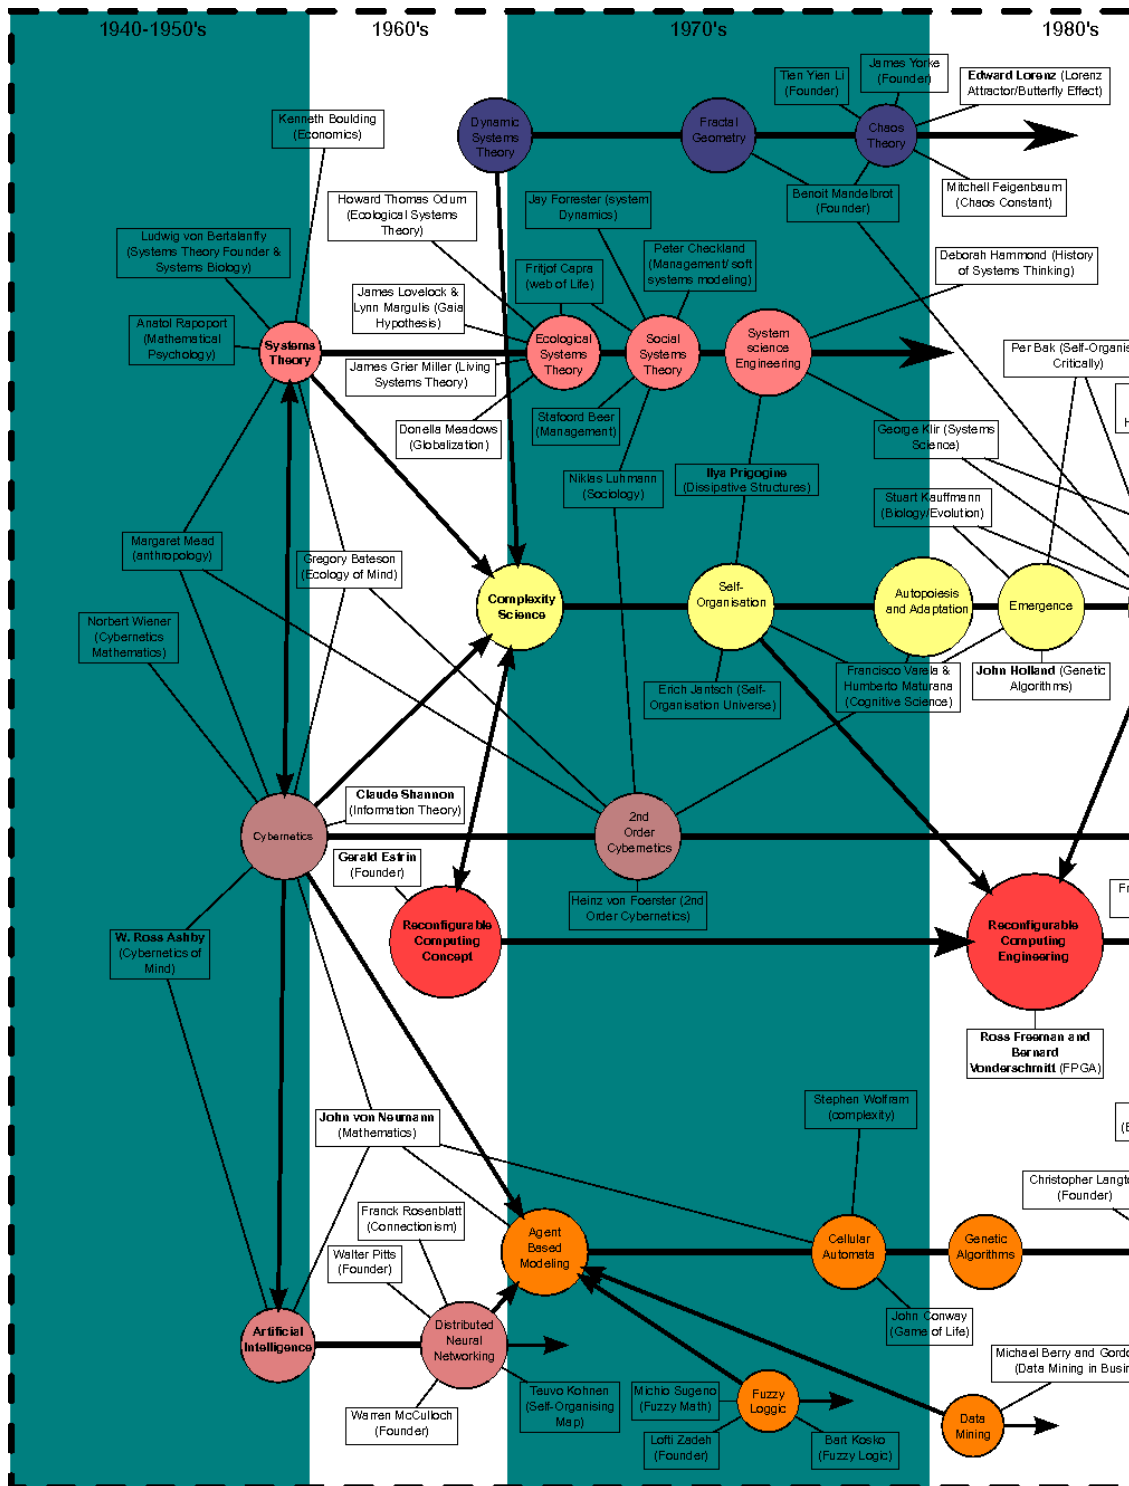 1940-1950's
1960's
1970's
1980's
Kenneth Boulding
(Economics)
Dynamic
Systems
Theory
Fractal
Geometry
Tien Yien Li
(Founder)
James Yorke
(Founder)
Edward Lorenz (Lorenz
Attractor/Butterfly Effect)
Chaos
Theory
Benoit Mandelbrot
(Founder)
Mitchell Feigenbaum
(Chaos Constant)
Howard Thomas Odum
(Ecological Systems
Theory)
Jay Forrester (system
Dynamics)
Ludwig von Bertalanffy
(Systems Theory Founder &
Systems Biology)
Fritjof Capra
(web of Life)
Peter Checkland
(Management/ soft
systems modeling)
Deborah Hammond (History
of Systems Thinking)
James Lovelock &
Lynn Margulis (Gaia
Hypothesis)
Anatol Rapoport
(Mathematical
Psychology)
Systems
Theory
Ecological
Systems
Theory
Social
Systems
Theory
System
science
Engineering
James Grier Miller (Living
Systems Theory)
Per Bak (Self-Organis
Critically)
H
Donella Meadows
(Globalization)
Stafoord Beer
(Management)
George Klir (Systems
Science)
Niklas Luhmann
(Sociology)
Ilya Prigogine
(Dissipative Structures)
Stuart Kauffmann
(Biology/Evolution)
Margaret Mead
(anthropology)
Gregory Bateson
(Ecology of Mind)
Complexity
Science
Self-
Organisation
Autopoiesis
and Adaptation
Emergence
Norbert Wiener
(Cybernetics
Mathematics)
Erich Jantsch (Self-
Organisation Universe)
Francisco Varela &
Humberto Maturana
(Cognitive Science)
John Holland (Genetic
Algorithms)
Claude Shannon
(Information Theory)
Cybernetics
2nd
Order
Cybernetics
Gerald Estrin
(Founder)
Heinz von Foerster (2nd
Order Cybernetics)
Fr
W. Ross Ashby
(Cybernetics of
Mind)
Reconfigurable
Computing
Concept
Reconfigurable
Computing
Engineering
Ross Freeman and
Bernard
Vonderschmitt (FPGA)
Stephen Wolfram
(complexity)
John von Neumann
(Mathematics)
(E
Christopher Langt
(Founder)
Franck Rosenblatt
(Connectionism)
Walter Pitts
(Founder)
Agent
Based
Modeling
Cellular
Automata
Genetic
Algorithms
John Conway
(Game of Life)
Artificial
Intelligence
Distributed
Neural
Networking
Michael Berry and Gord
(Data Mining in Busin
Teuvo Kohnen
(Self-Organising
Map)
Michio Sugeno
(Fuzzy Math)
Fuzzy
Loggic
Warren McCulloch
(Founder)
Lofti Zadeh
(Founder)
Bart Kosko
(Fuzzy Logic)
Data
Mining